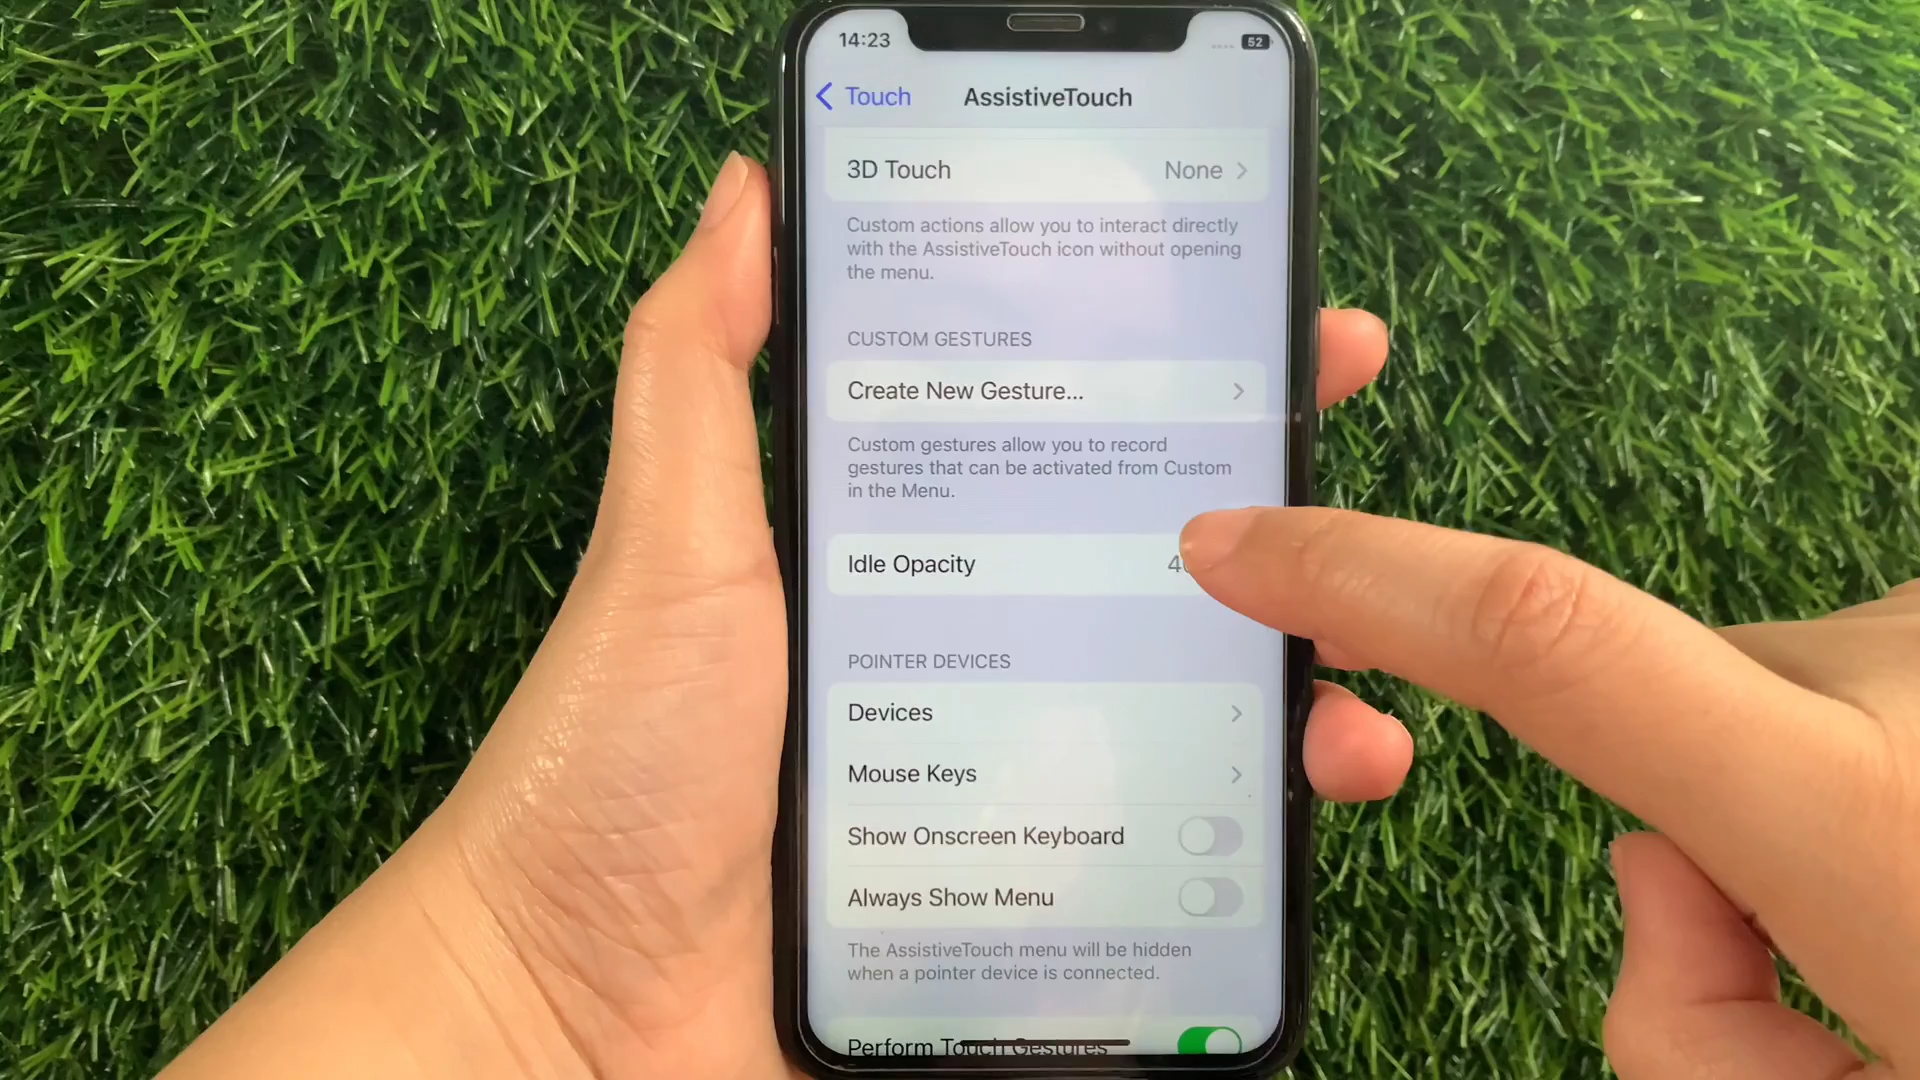 14:23
52
Touch
AssistiveTouch
3D Touch
None
Custom actions allow you to interact directly
with the AssistiveTouch icon without opening
the menu.
CUSTOM GESTURES
Create New Gesture...
Custom gestures allow you to record
gestures that can be activated from Custom
in the Menu.
Idle Opacity
POINTER DEVICES
Devices
Mouse Keys
Show Onscreen Keyboard
Always Show Menu
The AssistiveTouch menu will be hidden
when a pointer device is connected.
Perform Touch Gestures